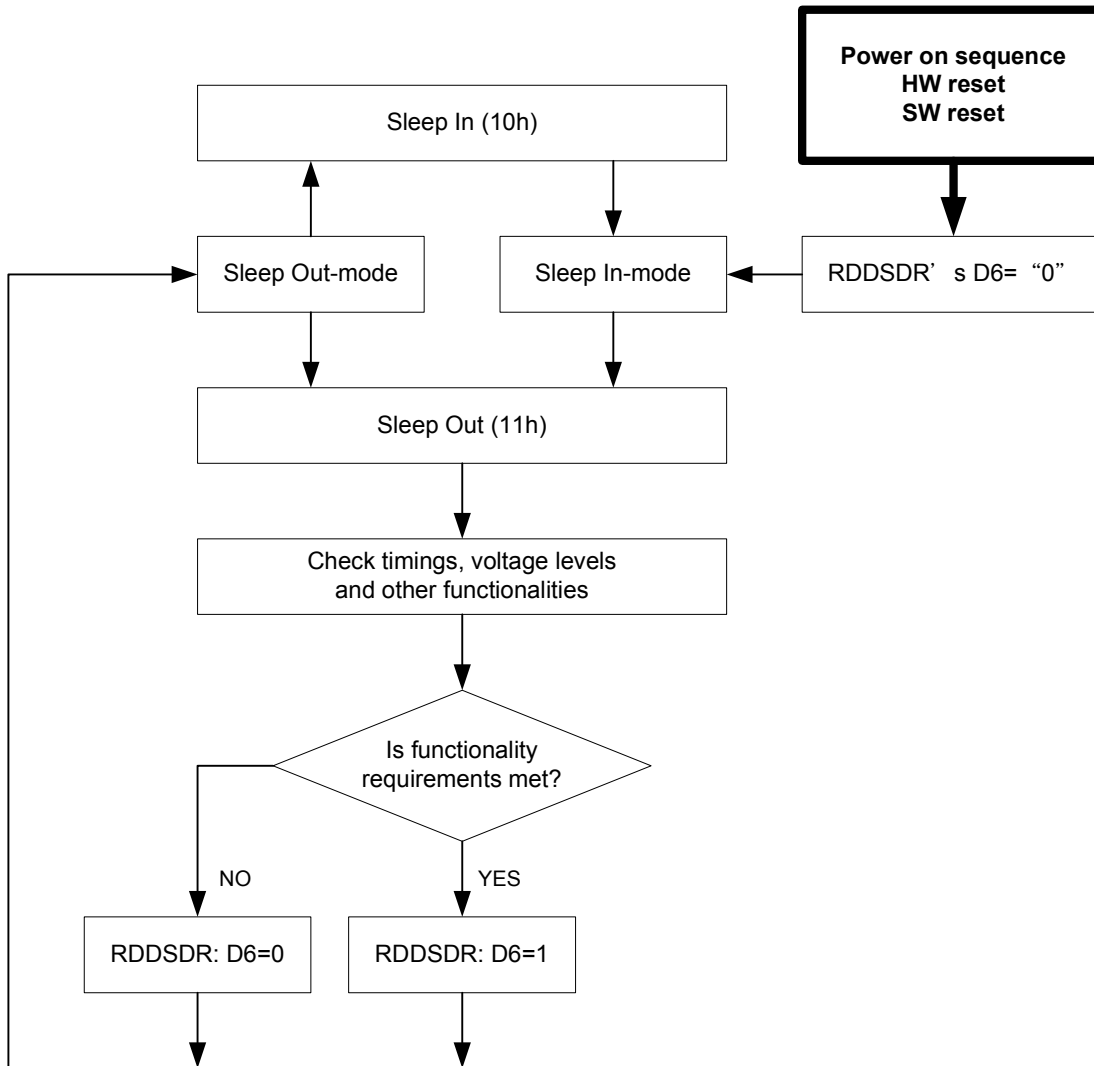 Power on sequence
HW reset
SW reset
Sleep In (10h)
Sleep Out-mode
Sleep In-mode
RDDSDR’ s D6= “0”
Sleep Out (11h)
Check timings, voltage levels
and other functionalities
Is functionality
requirements met?
NO
YES
RDDSDR: D6=0
RDDSDR: D6=1